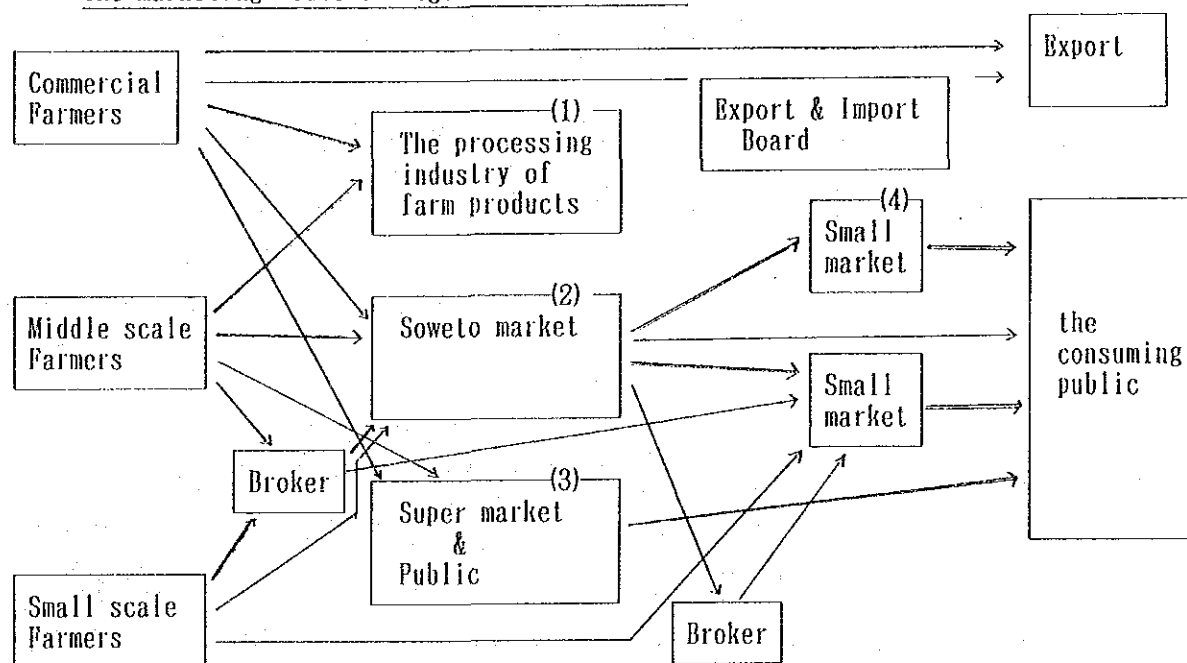 Commercial
Farmers
Export
Export & Import
Board
(1)
The processing
industry of
farm products
(4)
Small
market
Middle scale
Farmers
(2)
Soweto market
the
consuming
public
Small
market
Broker
(3)
Super market
&
Public
Small scale
Farmers
Broker